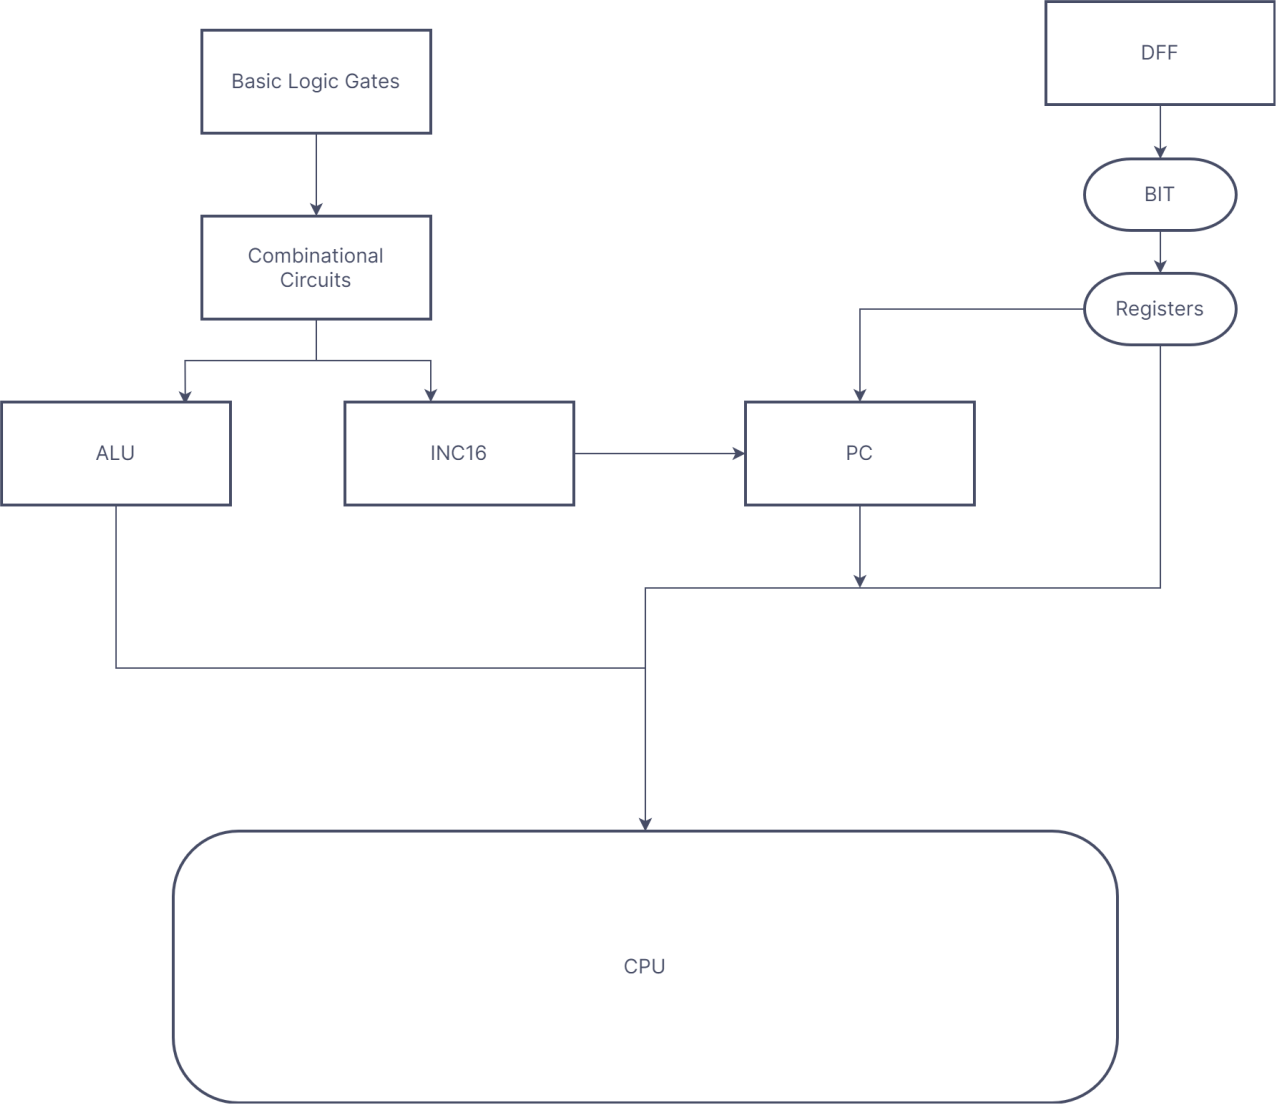 Basic Logic Gates
DFF
BIT
Combinational
Circuits
Registers
ALU
INC16
PC
CPU